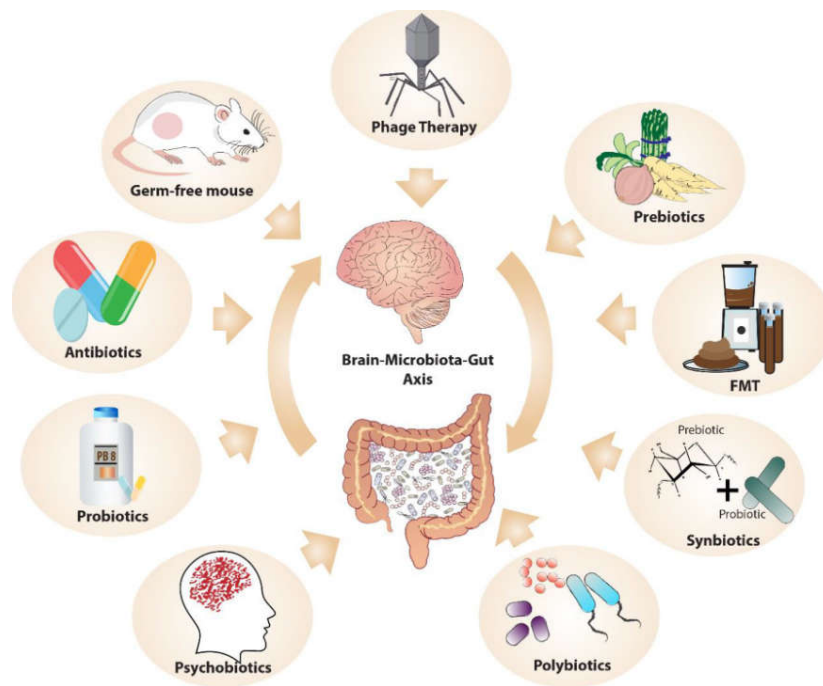 Phage Therapy
Germ-free mouse
Prebiotics
Antibiotics
Brain-Microbiota-Gut
Axis
FMT
PB 8
Probiotics
Prebiotic
Probiotic
Synbiotics
Psychobiotics
Polybiotics